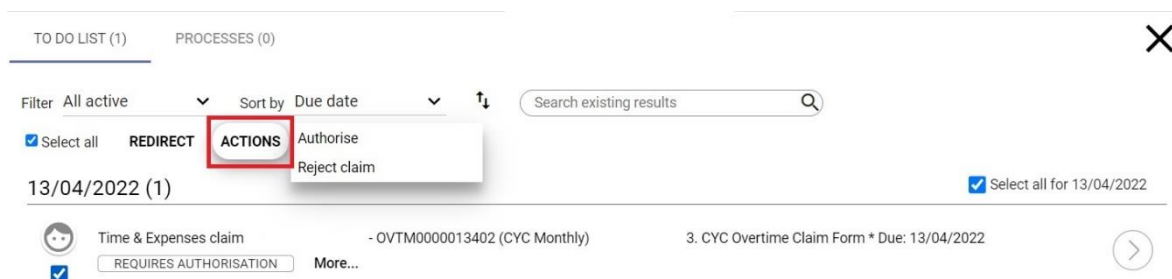 TO DO LIST (1) PROCESSES (0)
Filter All active Sort by Due date Search existing results
Select all REDIRECT ACTIONS Authorise
Reject claim
13/04/2022 (1) Select all for 13/04/2022
Time & Expenses claim - OVTM0000013402 (CYC Monthly) 3. CYC Overtime Claim Form * Due: 13/04/2022
REQUIRES AUTHORISATION More...